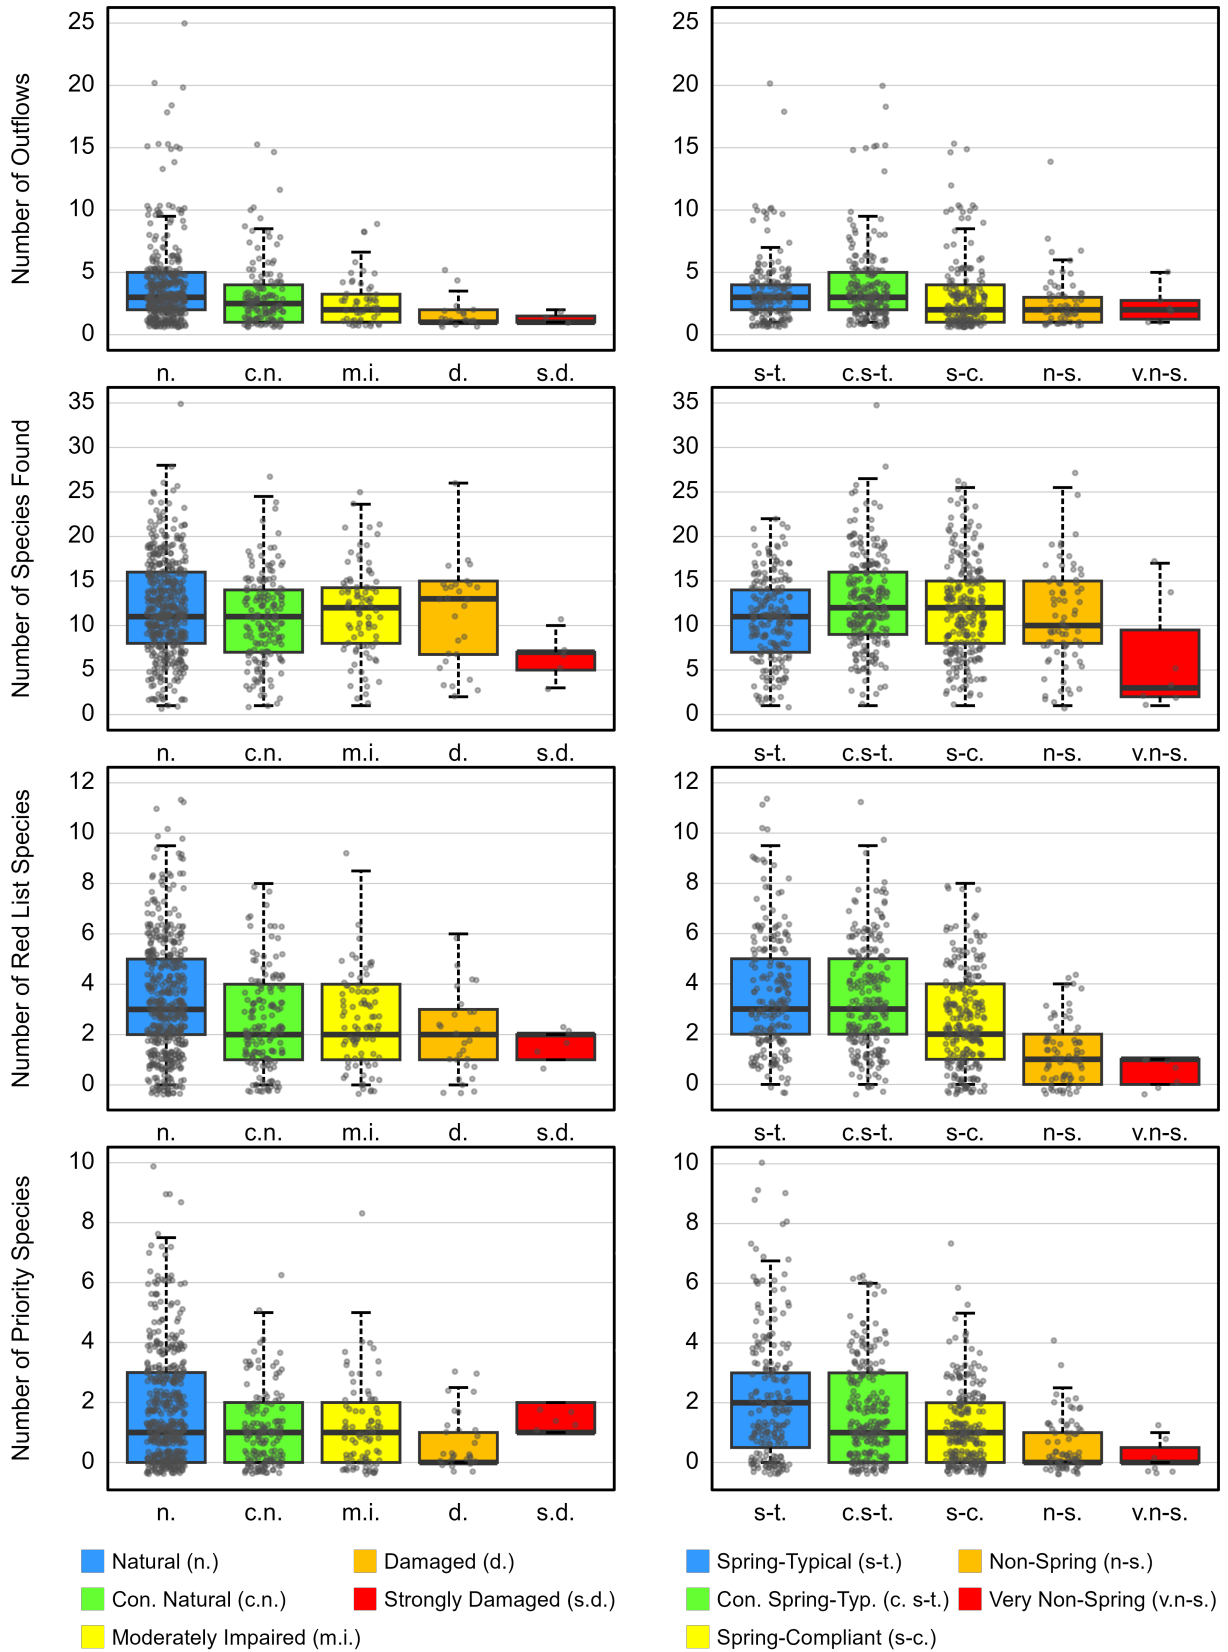 Number of Outflows
25
20
15
10
5
0
n. c.n. m.i. d. s.d.
25
20
15
10
5
0
s-t. c.s-t. s-c. n-s. v.n-s.
Number of Species Found
35
30
25
20
15
10
5
0
n. c.n. m.i. d. s.d.
35
30
25
20
15
10
5
0
s-t. c.s-t. s-c. n-s. v.n-s.
Number of Red List Species
12
10
8
6
4
2
0
n. c.n. m.i. d. s.d.
12
10
8
6
4
2
0
s-t. c.s-t. s-c. n-s. v.n-s.
Number of Priority Species
10
8
6
4
2
0
n. c.n. m.i. d. s.d.
10
8
6
4
2
0
s-t. c.s-t. s-c. n-s. v.n-s.
Natural (n.)
Con. Natural (c.n.)
Moderately Impaired (m.i.)
Damaged (d.)
Strongly Damaged (s.d.)
Spring-Typical (s-t.)
Con. Spring-Typ. (c. s-t.)
Spring-Compliant (s-c.)
Non-Spring (n-s.)
Very Non-Spring (v.n-s.)